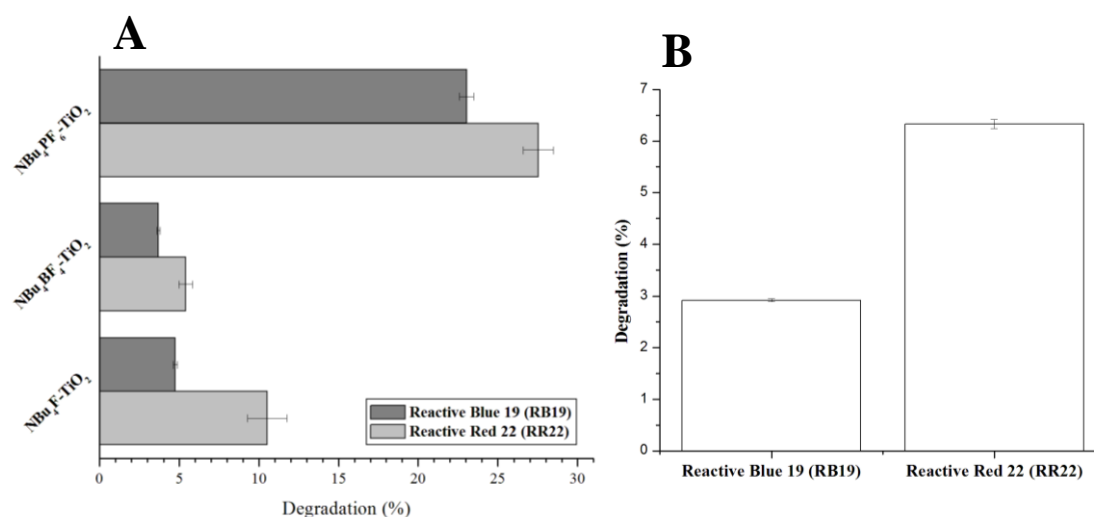 A
NBu₄PF₆-TiO₂
NBu₄BF₄-TiO₂
NBu₄F-TiO₂
Reactive Blue 19 (RB19)
Reactive Red 22 (RR22)
0 5 10 15 20 25 30
Degradation (%)
B
Degradation (%)
7
6
5
4
3
2
1
0
Reactive Blue 19 (RB19) Reactive Red 22 (RR22)